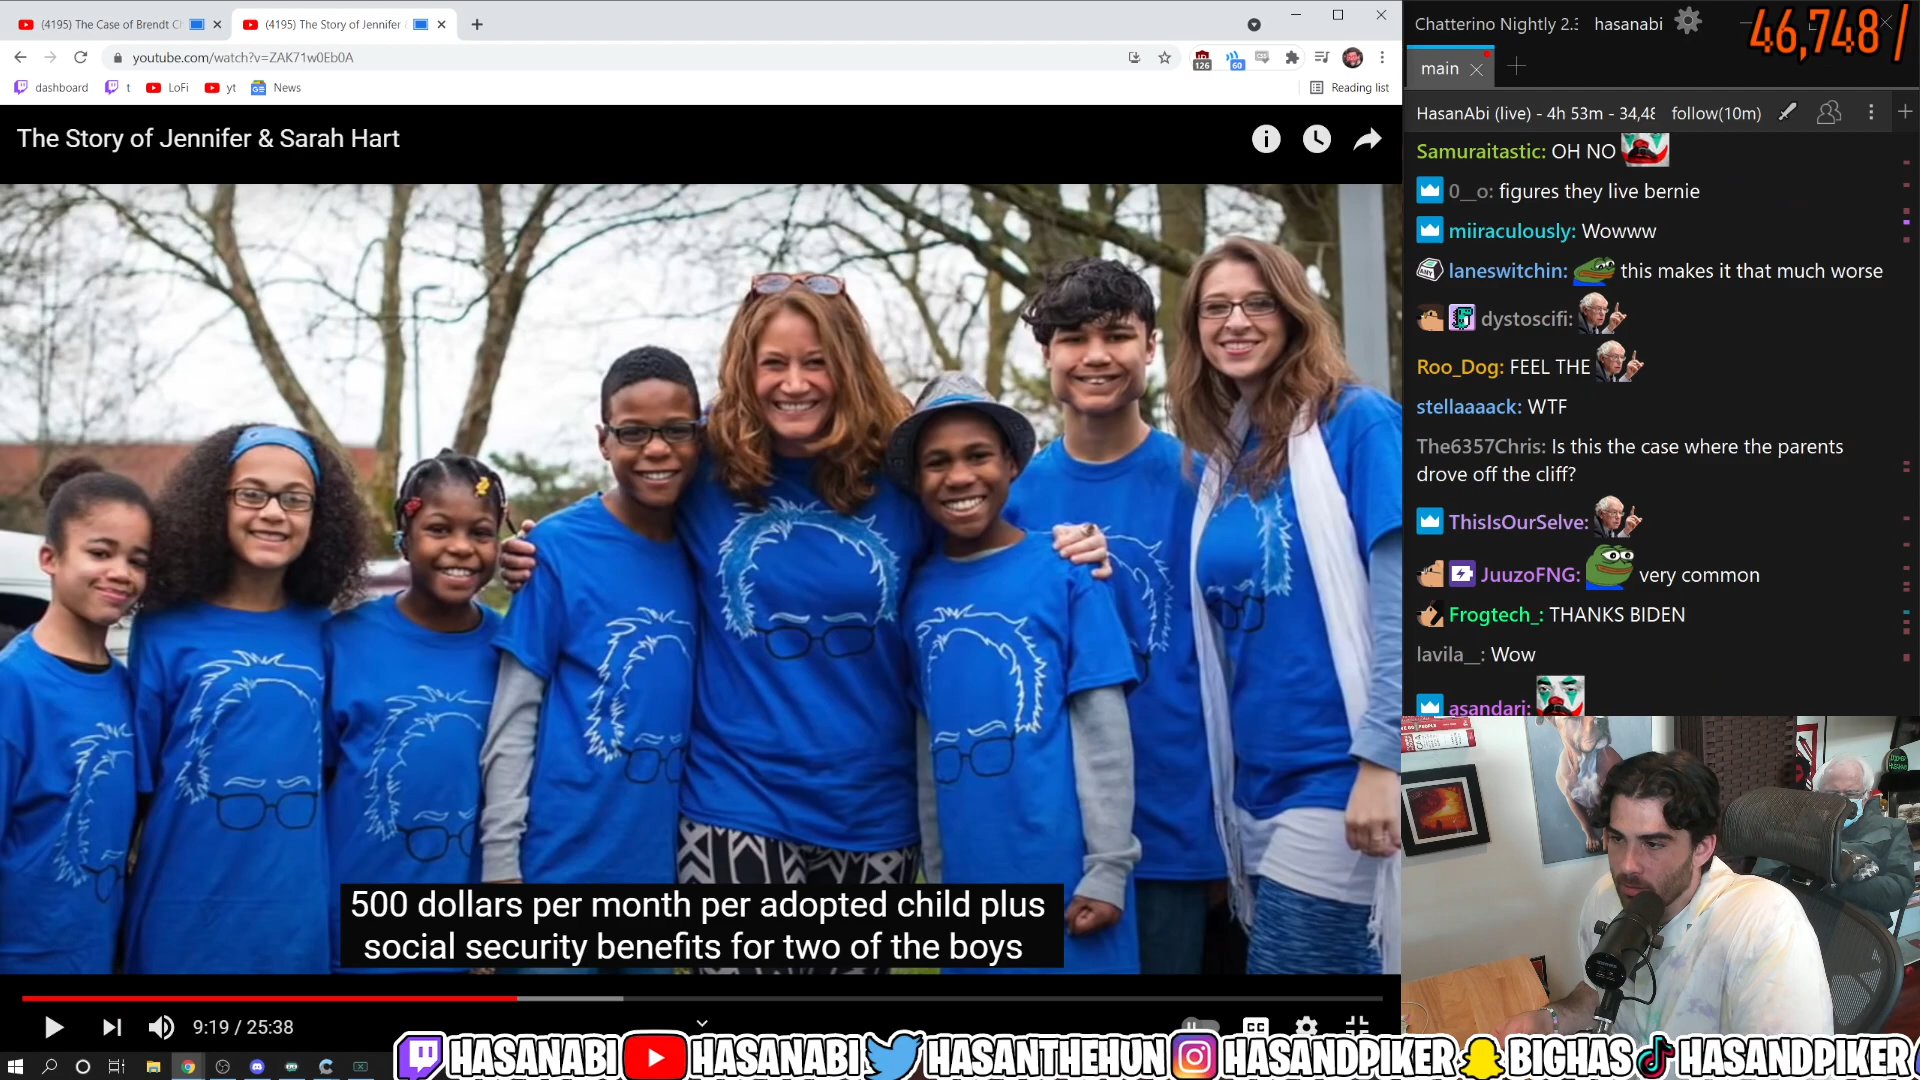 (4195) The Case of Brendt C
(4195) The Story of Jennifer
youtube.com/watch?v=ZAK71w0Eb0A
126
60
dashboard
t
LoFi
yt
News
Reading list
The Story of Jennifer & Sarah Hart
500 dollars per month per adopted child plus
social security benefits for two of the boys
9:19 / 25:38
CC
Chatterino Nightly 2.
hasanabi
46,748 /
main
HasanAbi (live) - 4h 53m - 34,48
follow(10m)
Samuraitastic: OH NO
0__o: figures they live bernie
miiraculously: Wowww
laneswitchin: this makes it that much worse
dystoscifi:
Roo_Dog: FEEL THE
stellaaaack: WTF
The6357Chris: Is this the case where the parents
drove off the cliff?
ThisIsOurSelve:
JuuzoFNG: very common
Frogtech_: THANKS BIDEN
lavila__: Wow
asandari:
HASANABI HASANABI HASANTHEHUN HASANDPIKER BIGHAS HASANDPIKER